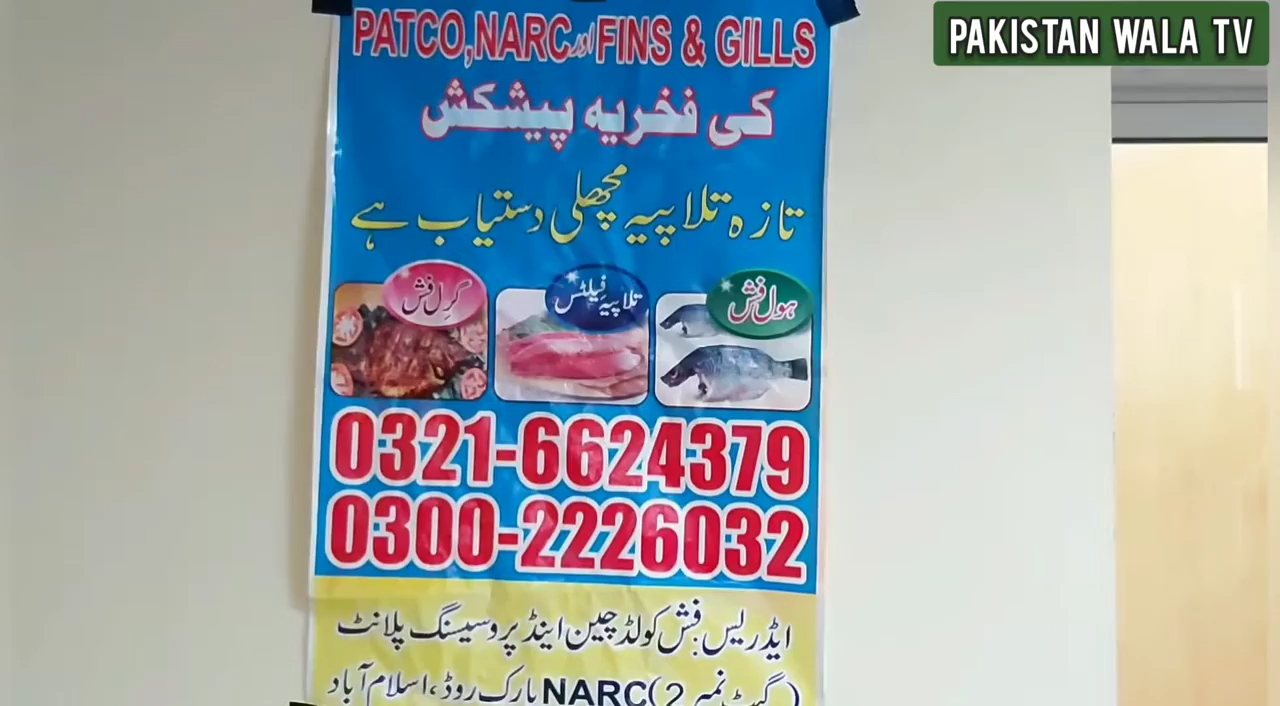 PAKISTAN WALA TV
PATCO,NARC اور FINS & GILLS
کی فخریہ پیشکش
تازہ تلاپیہ مچھلی دستیاب ہے
ہول فش
تلاپیہ فیلٹس
گرل فش
0321-6624379
0300-2226032
ایڈریس: فش کولڈ چین اینڈ پروسیسنگ پلانٹ
(گیٹ نمبر 2) NARC پارک روڈ، اسلام آباد